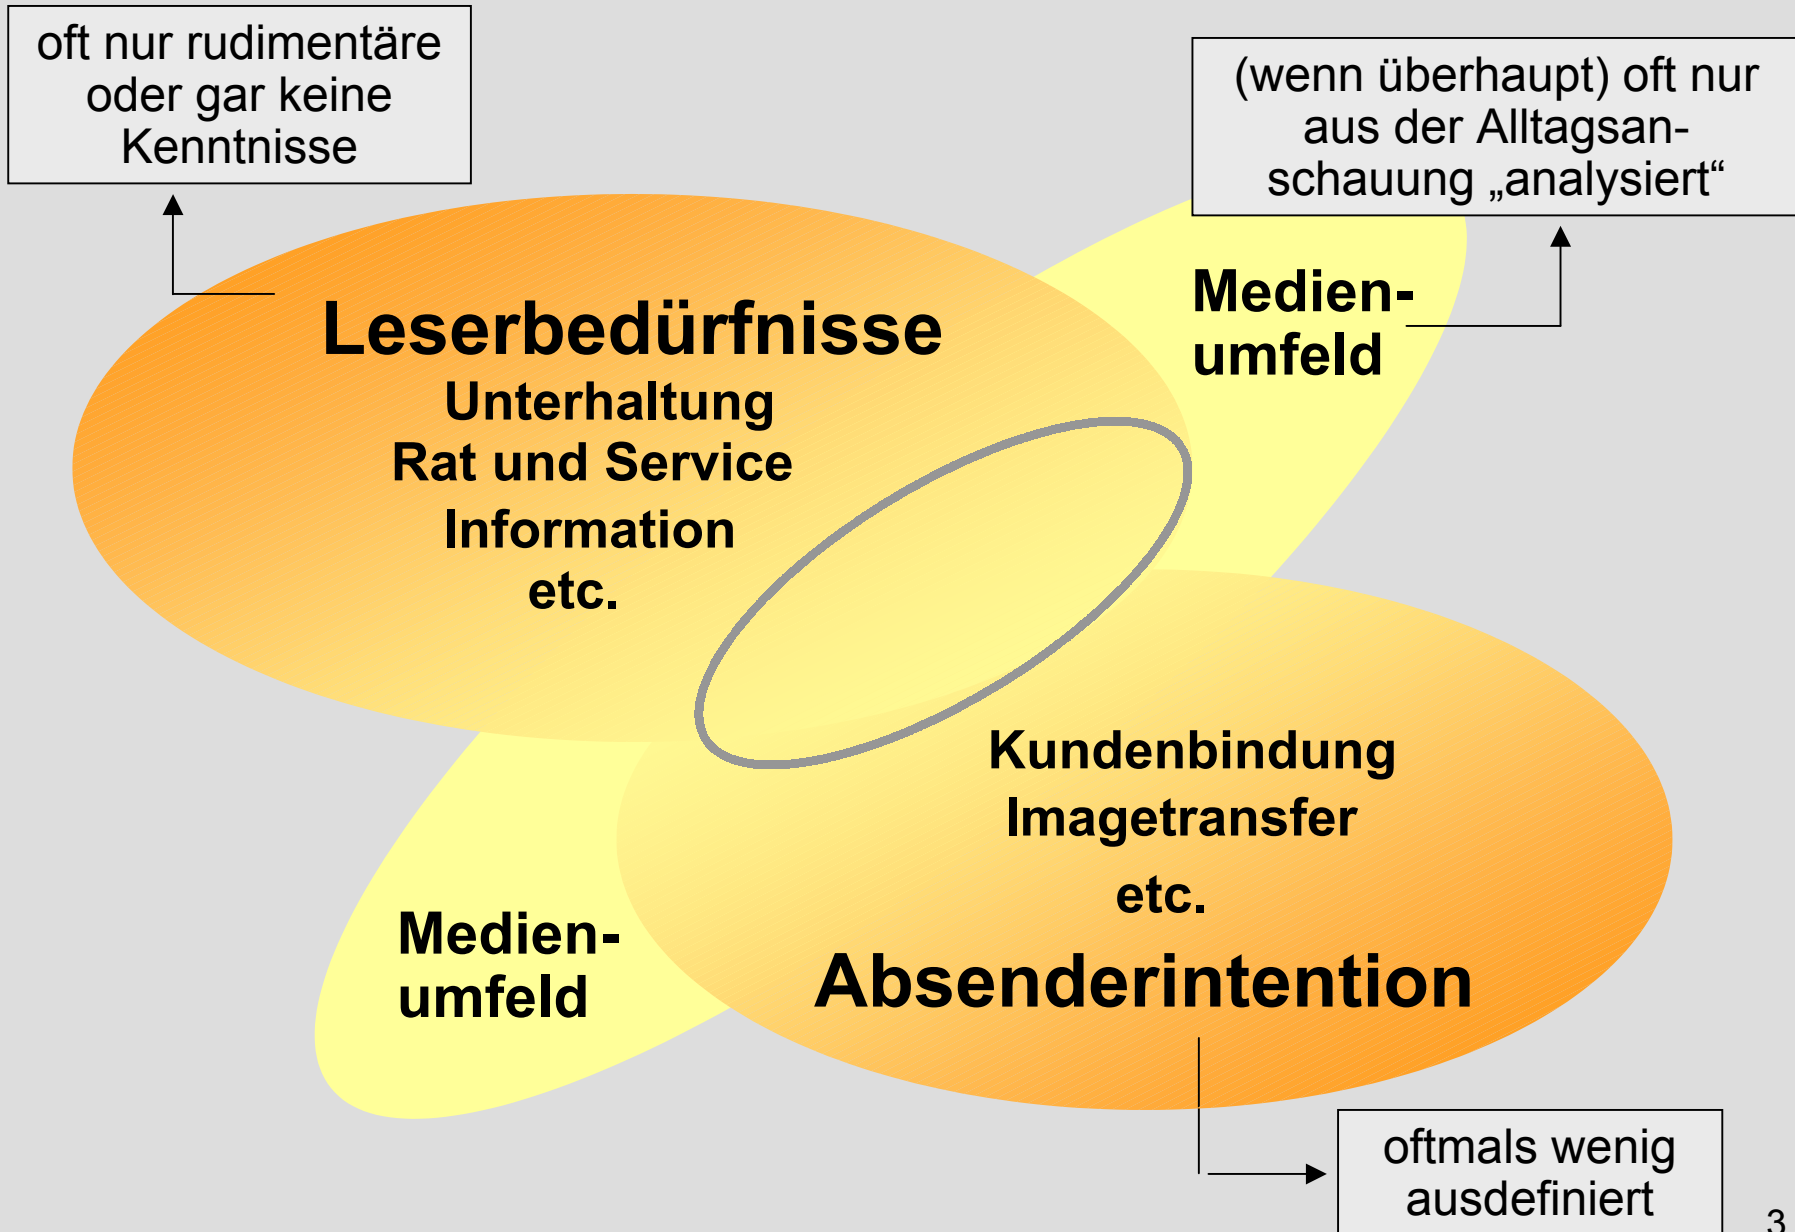 oft nur rudimentäre
oder gar keine
Kenntnisse
(wenn überhaupt) oft nur
aus der Alltagsan-
schauung „analysiert“
Leserbedürfnisse
Unterhaltung
Rat und Service
Information
etc.
Medien-
umfeld
Kundenbindung
Imagetransfer
etc.
Absenderintention
Medien-
umfeld
oftmals wenig
ausdefiniert
3